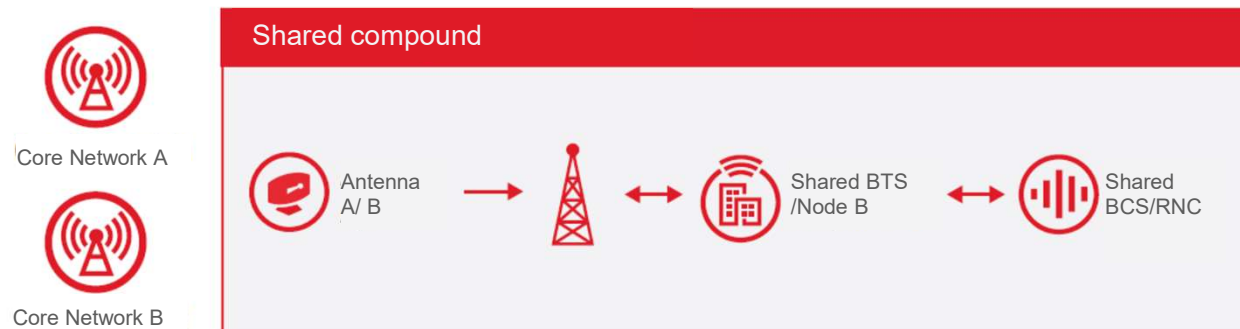 Shared compound
Core Network A
Core Network B
Antenna
A/ B
Shared BTS
/Node B
Shared
BCS/RNC